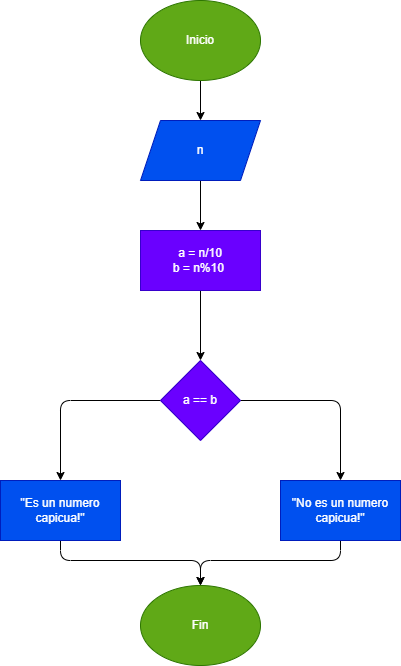 Inicio
n
a = n/10
b = n%10
a == b
"Es un numero
capicua!"
"No es un numero
capicua!"
Fin